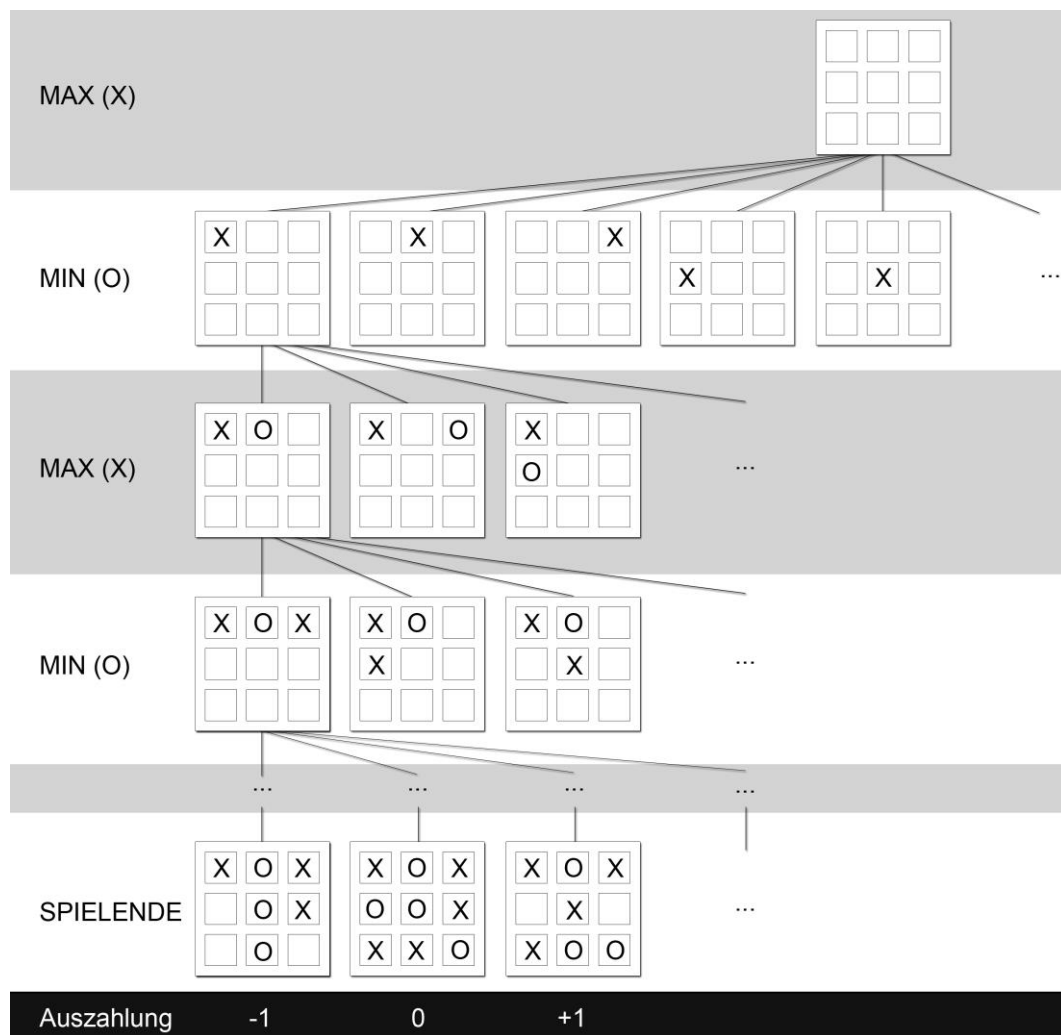 MAX (X)
MIN (O)
X X X X X
...
MAX (X)
X O X O X
O
...
MIN (O)
X O X X O X O
X X
...
... ... ... ...
SPIELENDE
X O X X O X X O X
O X O O X X
O X X O X O O
...
Auszahlung -1 0 +1